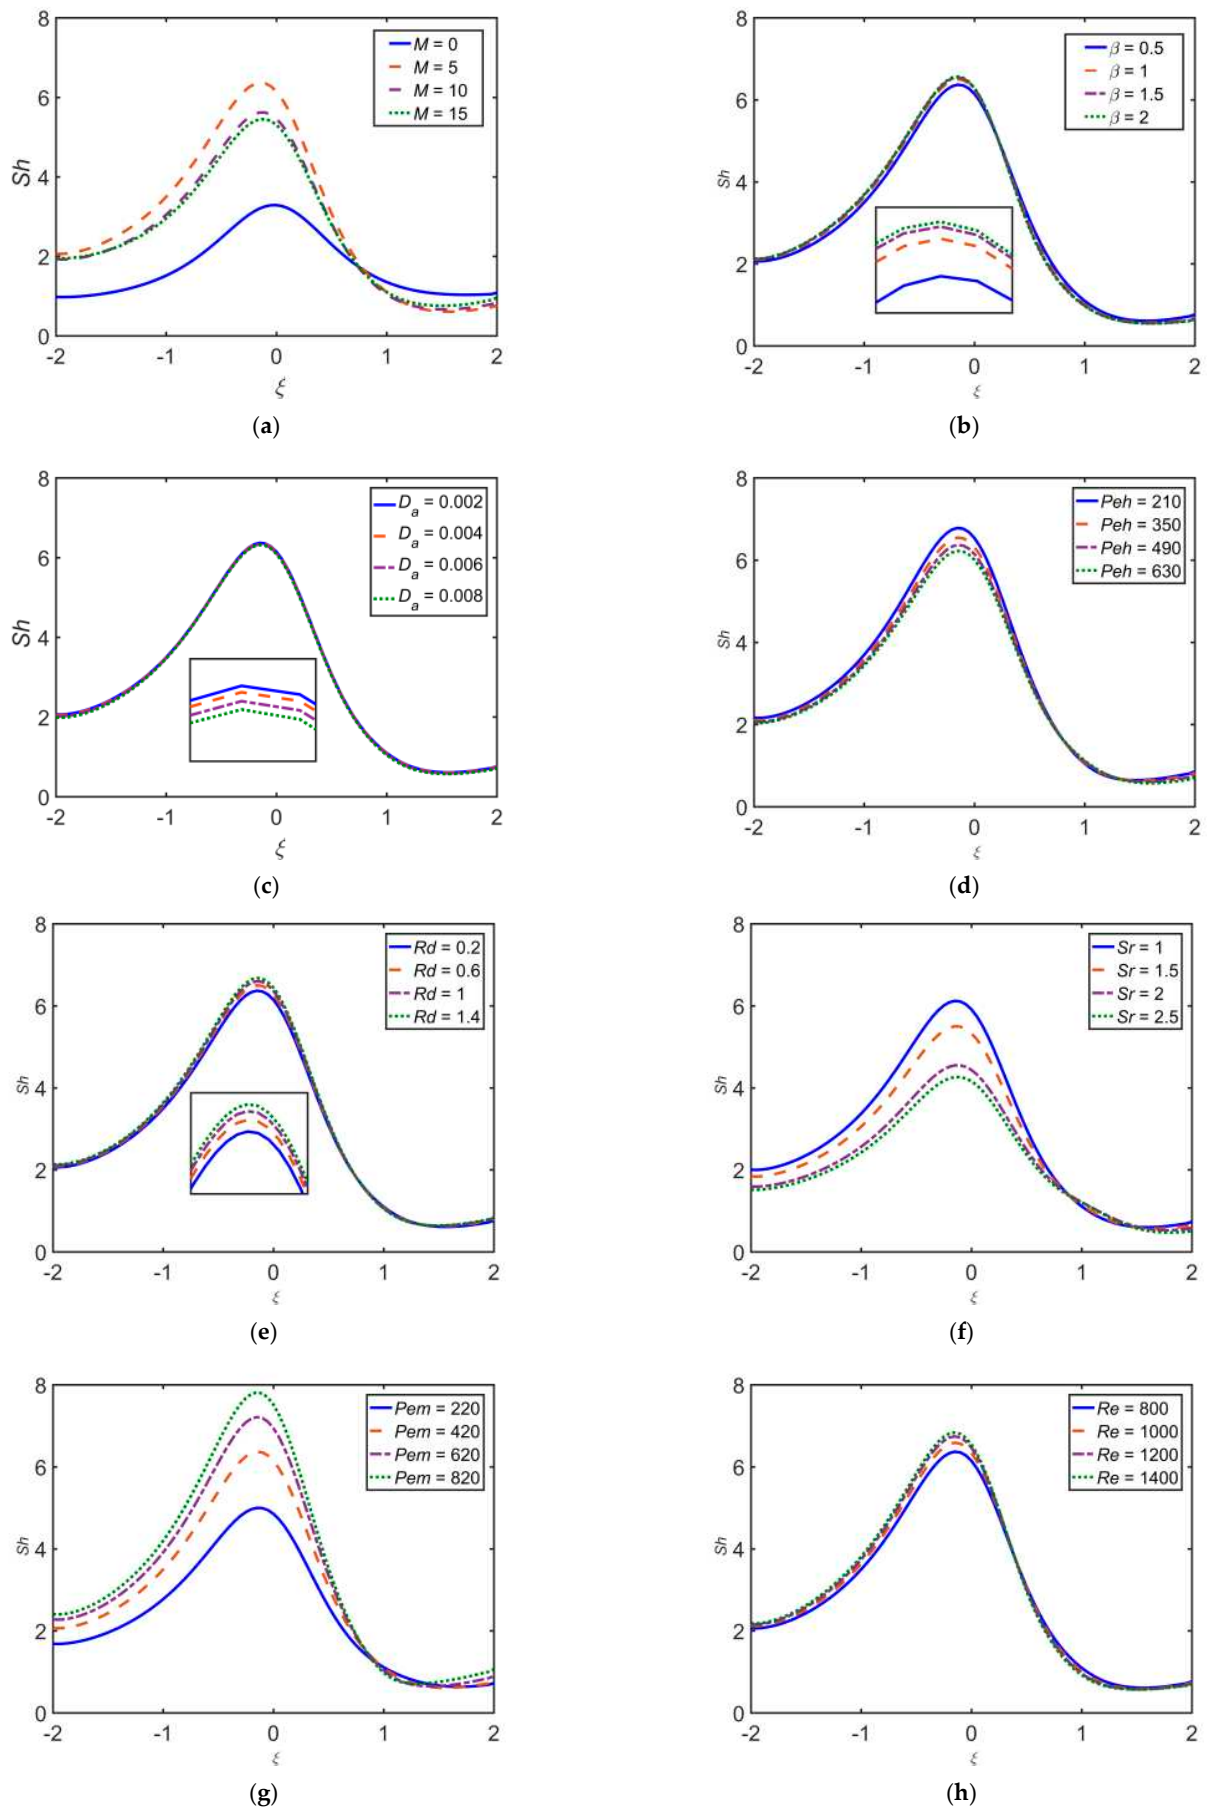 8
6
4
2
0
Sh
-2 -1 0 1 2
ξ
M = 0
M = 5
M = 10
M = 15
(a)
8
6
4
2
0
Sh
-2 -1 0 1 2
ξ
β = 0.5
β = 1
β = 1.5
β = 2
(b)
8
6
4
2
0
Sh
-2 -1 0 1 2
ξ
D_a = 0.002
D_a = 0.004
D_a = 0.006
D_a = 0.008
(c)
8
6
4
2
0
Sh
-2 -1 0 1 2
ξ
Peh = 210
Peh = 350
Peh = 490
Peh = 630
(d)
8
6
4
2
0
Sh
-2 -1 0 1 2
ξ
Rd = 0.2
Rd = 0.6
Rd = 1
Rd = 1.4
(e)
8
6
4
2
0
Sh
-2 -1 0 1 2
ξ
Sr = 1
Sr = 1.5
Sr = 2
Sr = 2.5
(f)
8
6
4
2
0
Sh
-2 -1 0 1 2
ξ
Pem = 220
Pem = 420
Pem = 620
Pem = 820
(g)
8
6
4
2
0
Sh
-2 -1 0 1 2
ξ
Re = 800
Re = 1000
Re = 1200
Re = 1400
(h)